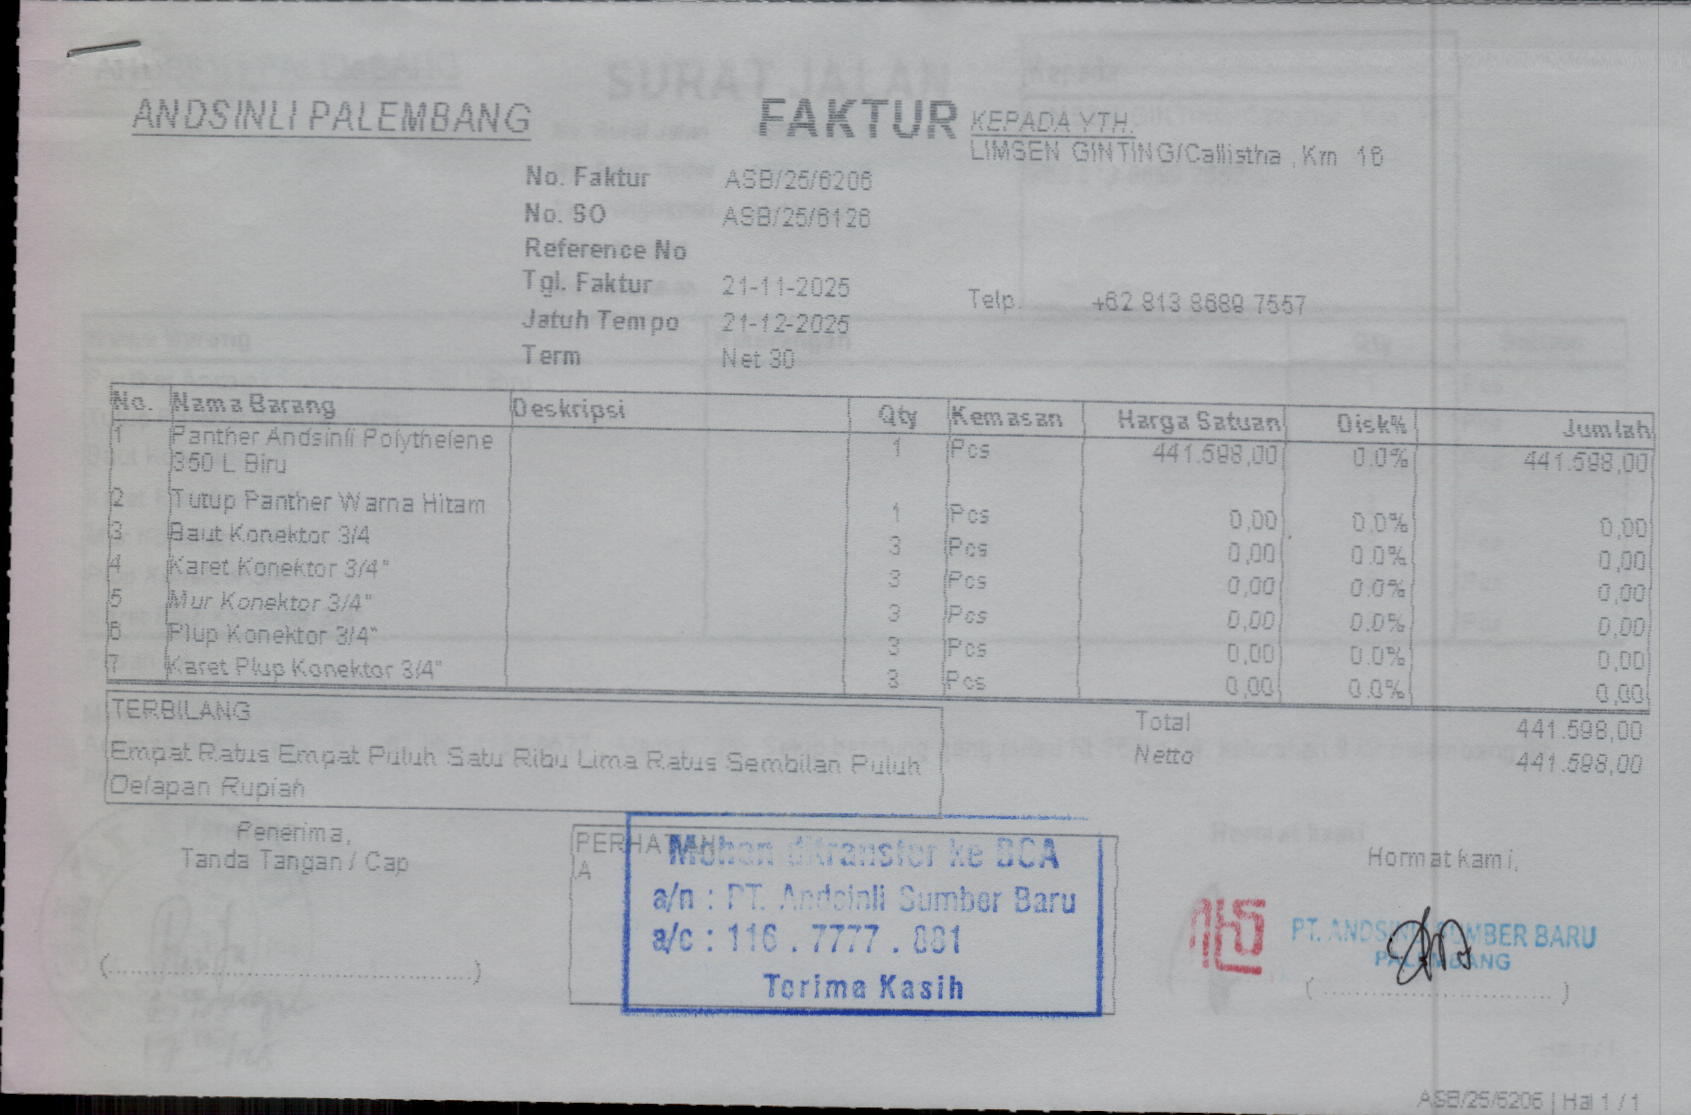 ANDSINLI PALEMBANG
FAKTUR
KEPADA YTH.
LIMSEN GINTING/Callistha , Km 16
No. Faktur ASB/25/6206
No. SO ASB/25/6126
Reference No
Tgl. Faktur 21-11-2025
Telp. +62 813 8689 7557
Jatuh Tempo 21-12-2025
Term Net 30
No. Nama Barang Deskripsi Qty Kemasan Harga Satuan Disk% Jumlah
1 Panther Andsinli Polythelene 1 Pcs 441.598,00 0.0% 441.598,00
350 L Biru
2 Tutup Panther Warna Hitam 1 Pcs 0,00 0.0% 0,00
3 Baut Konektor 3/4 3 Pcs 0,00 0.0% 0,00
4 Karet Konektor 3/4" 3 Pcs 0,00 0.0% 0,00
5 Mur Konektor 3/4" 3 Pcs 0,00 0.0% 0,00
6 Plup Konektor 3/4" 3 Pcs 0,00 0.0% 0,00
7 Karet Plup Konektor 3/4" 3 Pcs 0,00 0.0% 0,00
TERBILANG
Empat Ratus Empat Puluh Satu Ribu Lima Ratus Sembilan Puluh
Delapan Rupiah
Total 441.598,00
Netto 441.598,00
Penerima,
Tanda Tangan / Cap
PERHATIAN
A
Mohon ditransfer ke BCA
a/n : PT. Andsinli Sumber Baru
a/c : 116 . 7777 . 881
Terima Kasih
Hormat kami,
PT. ANDSINLI SUMBER BARU
PALEMBANG
ASB/25/6206 | Hal 1 / 1
SURAT JALAN